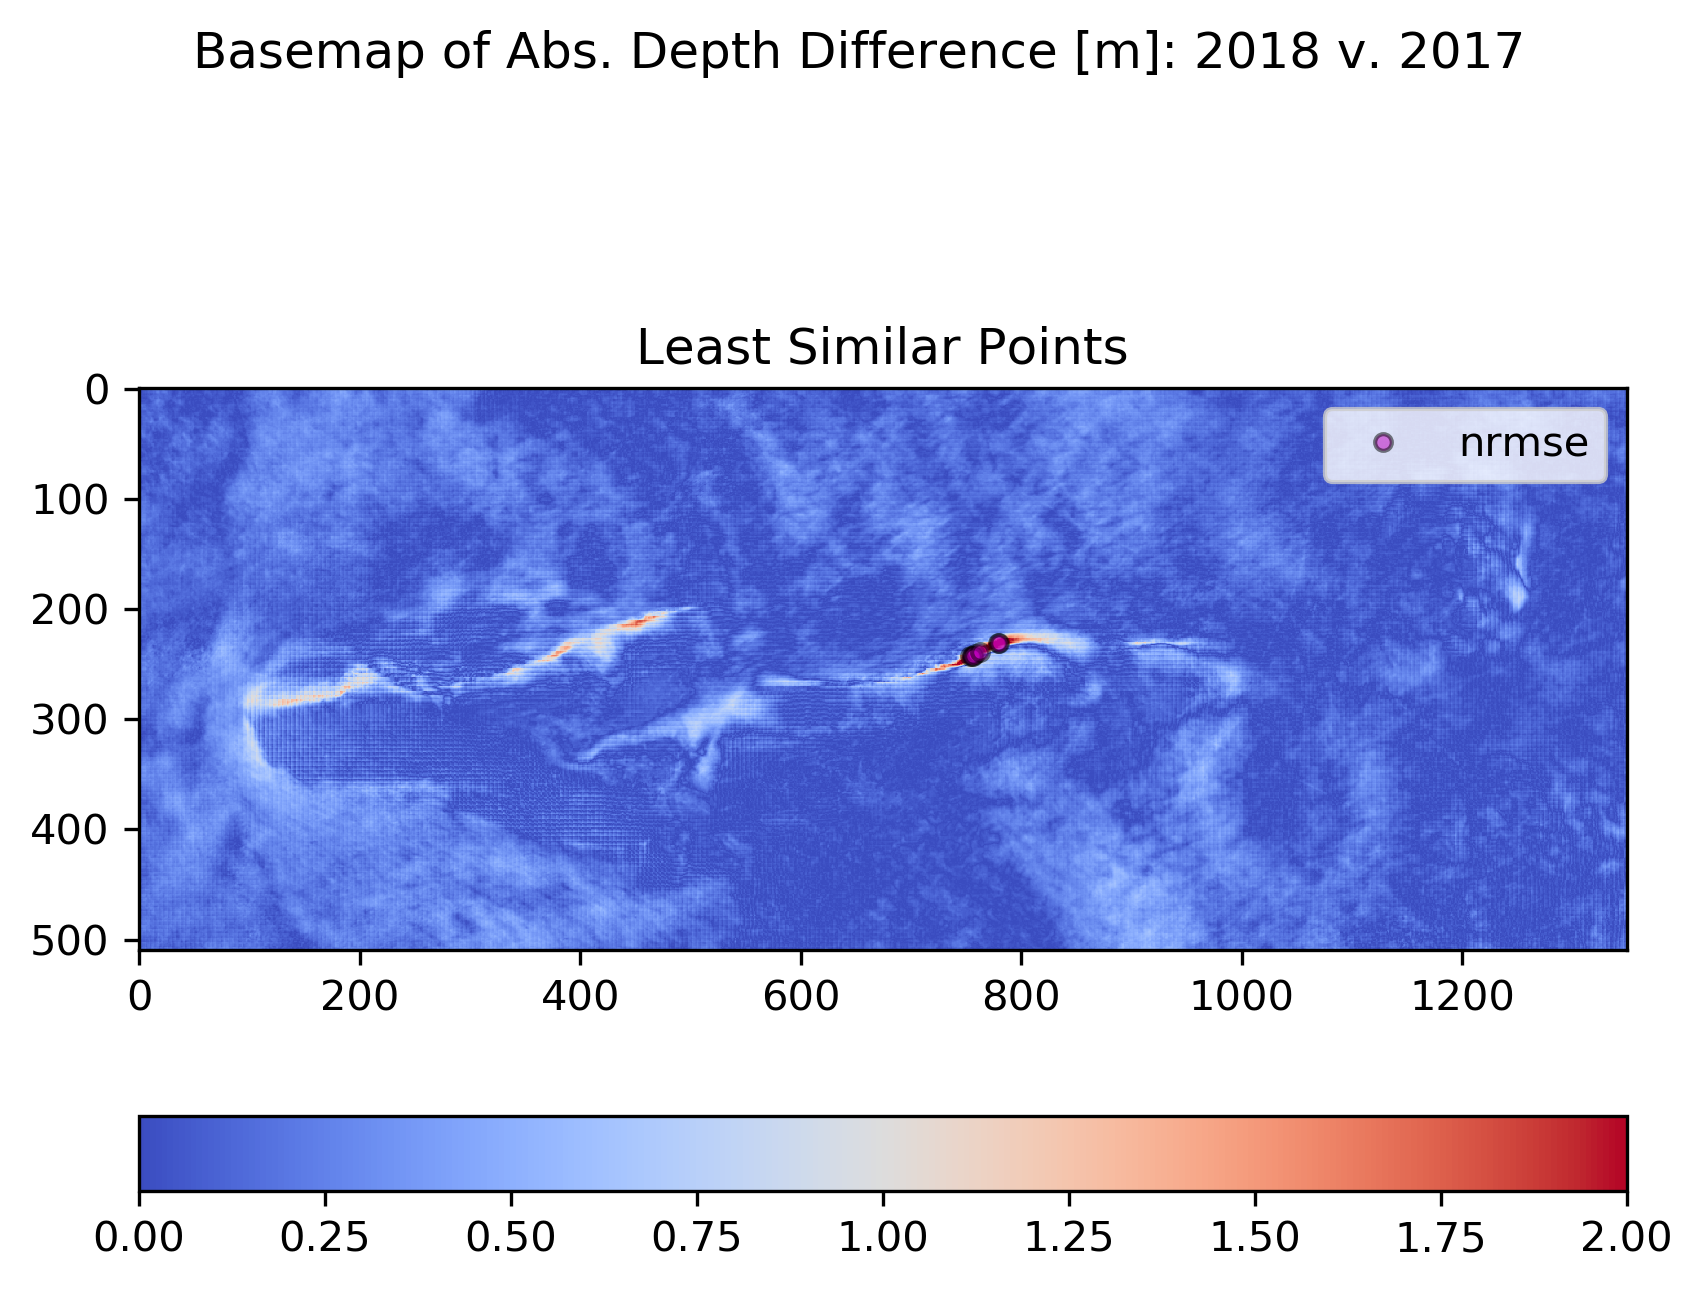 Basemap of Abs. Depth Difference [m]: 2018 v. 2017
Least Similar Points
nrmse
0
100
200
300
400
500
0 200 400 600 800 1000 1200
0.00 0.25 0.50 0.75 1.00 1.25 1.50 1.75 2.00